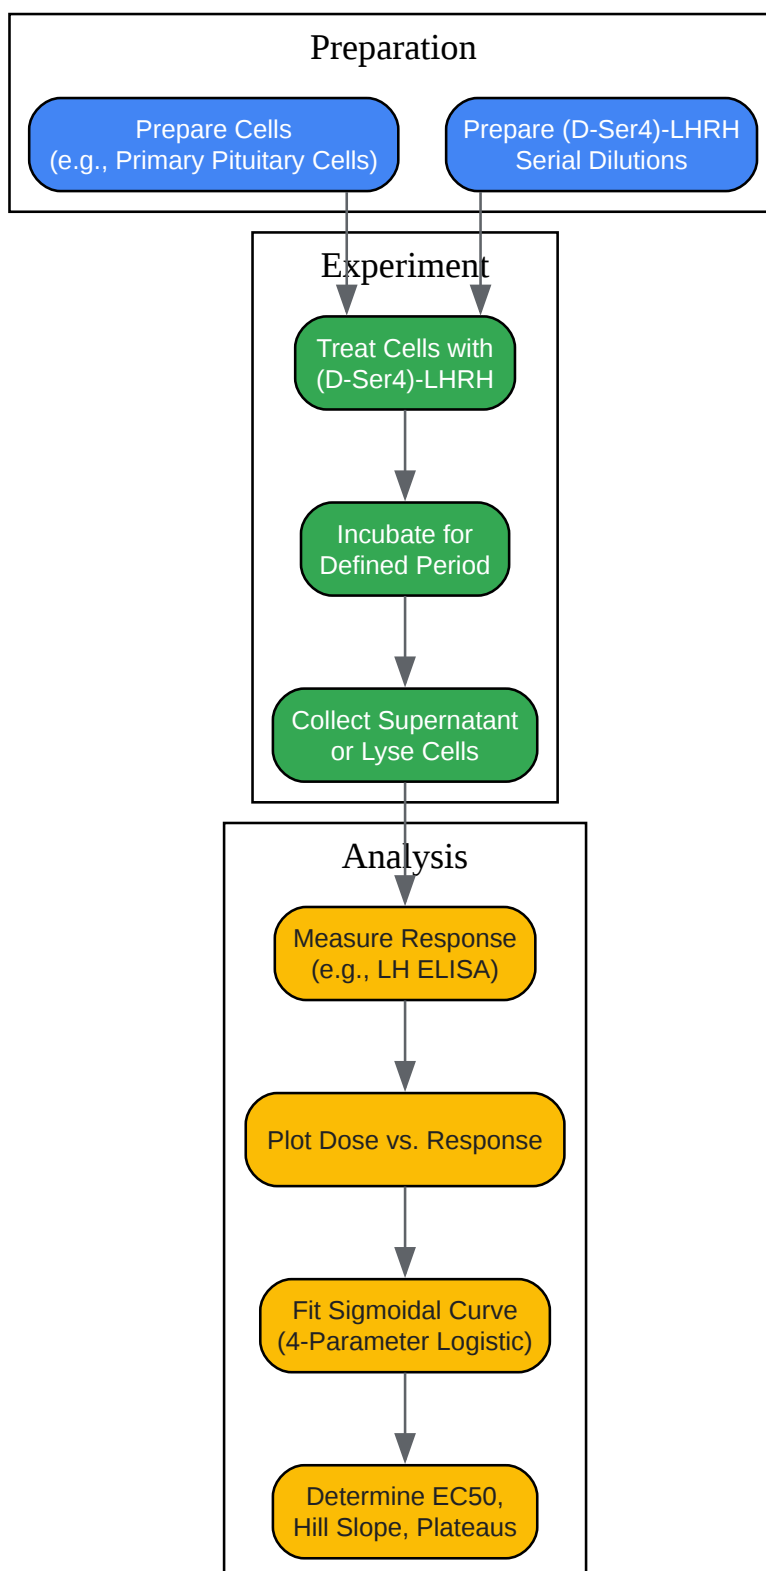 Preparation
Prepare Cells
(e.g., Primary Pituitary Cells)
Prepare (D-Ser4)-LHRH
Serial Dilutions
Experiment
Treat Cells with
(D-Ser4)-LHRH
Incubate for
Defined Period
Collect Supernatant
or Lyse Cells
Analysis
Measure Response
(e.g., LH ELISA)
Plot Dose vs. Response
Fit Sigmoidal Curve
(4-Parameter Logistic)
Determine EC50,
Hill Slope, Plateaus